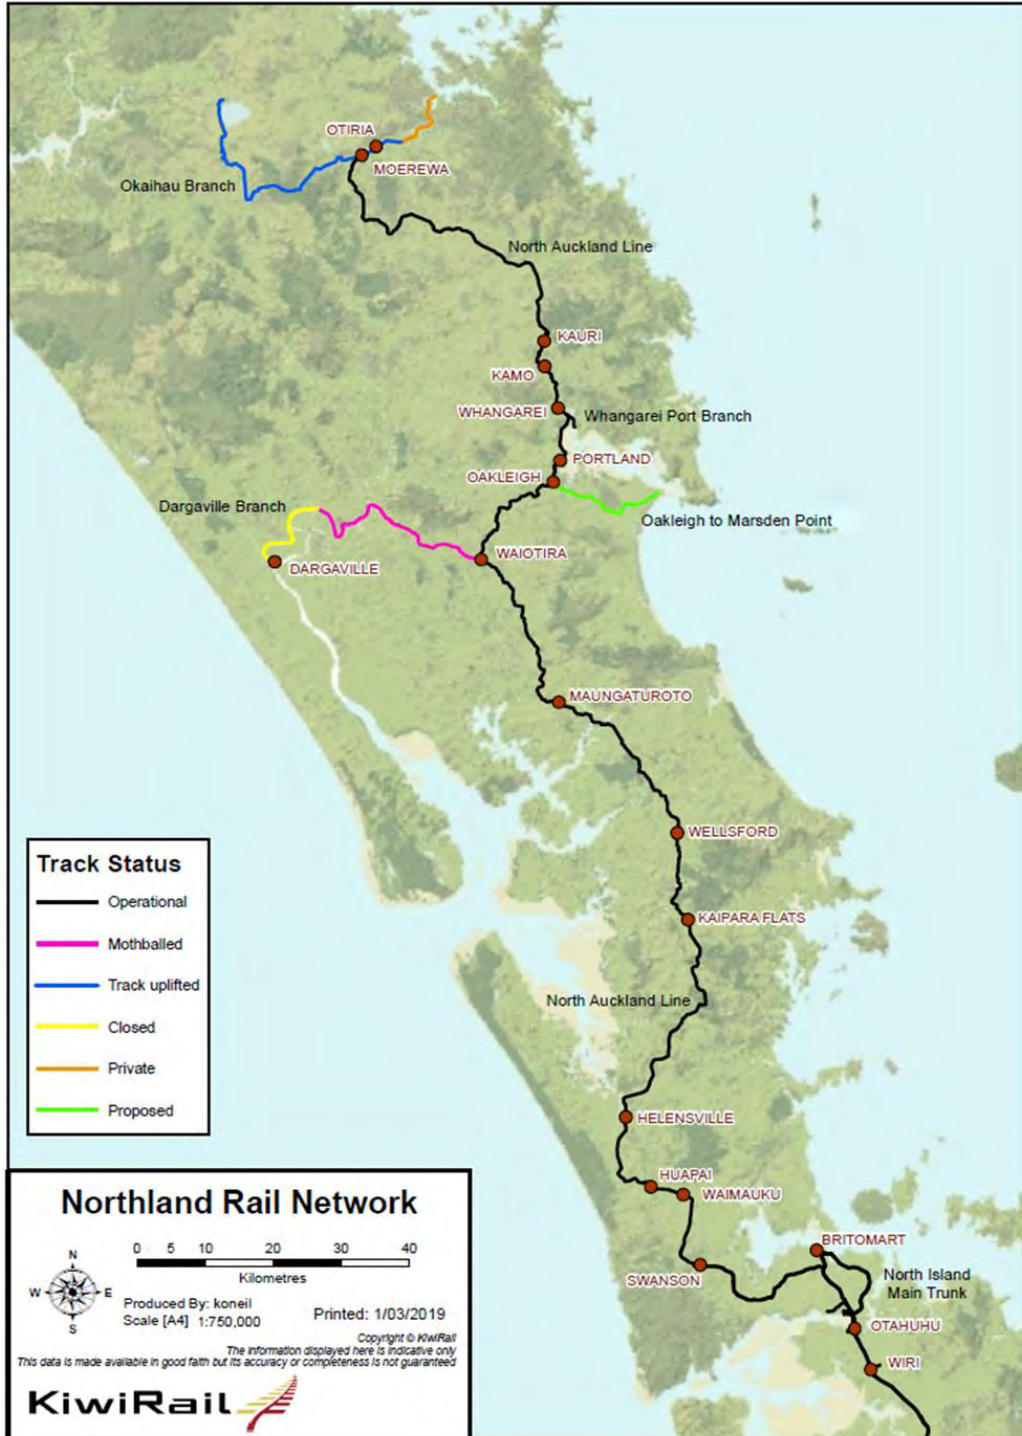 OTIRIA
MOEREWA
Okaihau Branch
North Auckland Line
KAURI
KAMO
WHANGAREI
Whangarei Port Branch
PORTLAND
OAKLEIGH
Dargaville Branch
Oakleigh to Marsden Point
WAIOTIRA
DARGAVILLE
MAUNGATUROTO
WELLSFORD
KAIPARA FLATS
North Auckland Line
HELENSVILLE
HUAPAI
WAIMAUKU
BRITOMART
SWANSON
North Island
Main Trunk
OTAHUHU
WIRI
Track Status
Operational
Mothballed
Track uplifted
Closed
Private
Proposed
Northland Rail Network
N
W E
S
0 5 10 20 30 40
Kilometres
Produced By: koneil
Scale [A4] 1:750,000
Printed: 1/03/2019
Copyright © KiwiRail
The information displayed here is indicative only
This data is made available in good faith but its accuracy or completeness is not guaranteed
KiwiRail